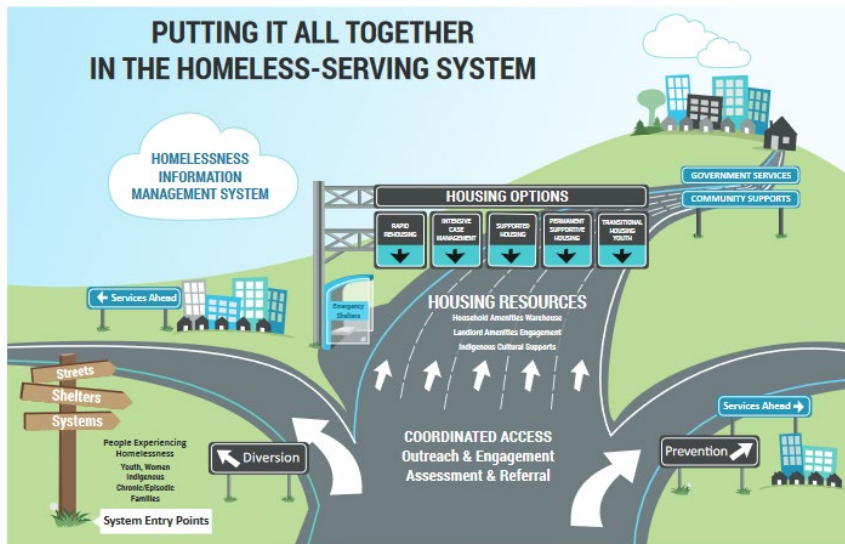 PUTTING IT ALL TOGETHER
IN THE HOMELESS-SERVING SYSTEM
HOMELESSNESS
INFORMATION
MANAGEMENT SYSTEM
GOVERNMENT SERVICES
COMMUNITY SUPPORTS
HOUSING OPTIONS
RAPID
REHOUSING
INTENSIVE
CASE
MANAGEMENT
SUPPORTED
HOUSING
PERMANENT
SUPPORTIVE
HOUSING
TRANSITIONAL
HOUSING
YOUTH
Services Ahead
Emergency
Shelters
HOUSING RESOURCES
Household Amenities Warehouse
Landlord Amenities Engagement
Indigenous Cultural Supports
Streets
Shelters
Systems
People Experiencing
Homelessness
Youth, Women
Indigenous
Chronic/Episodic
Families
System Entry Points
Diversion
COORDINATED ACCESS
Outreach & Engagement
Assessment & Referral
Services Ahead
Prevention